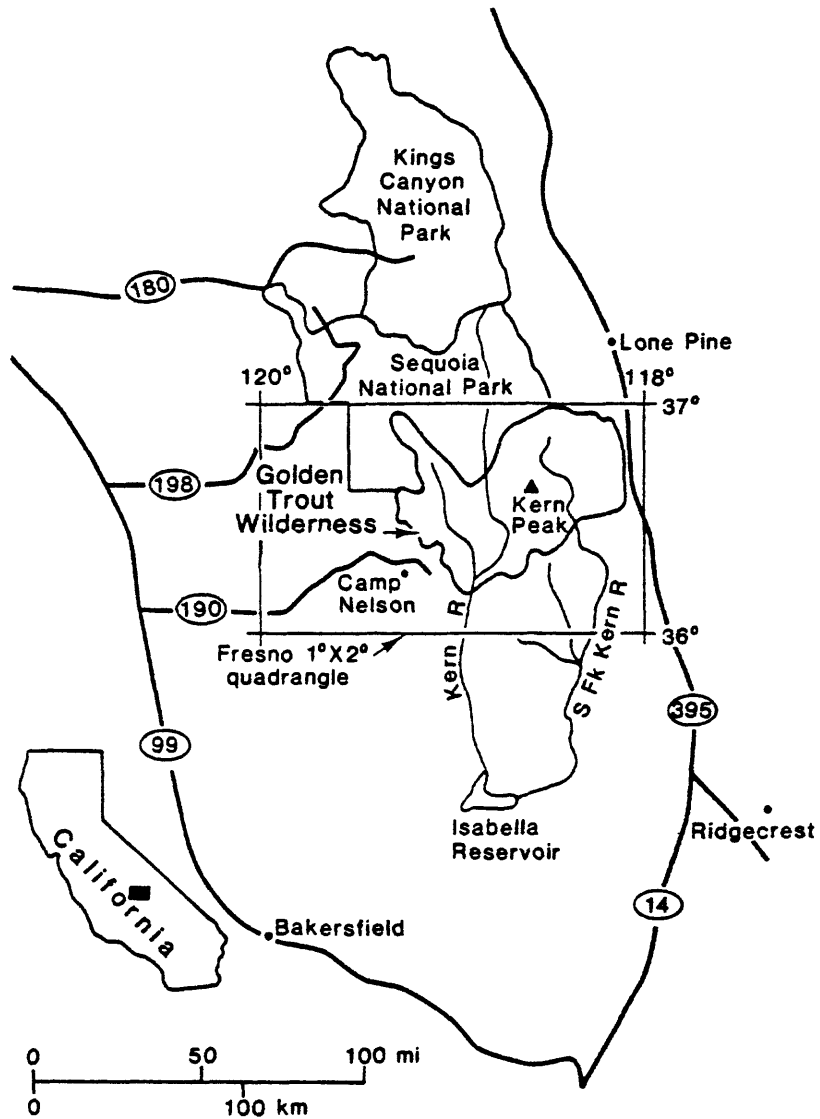 Kings
Canyon
National
Park
180
Lone Pine
Sequoia
National Park
120°
118°
37°
198
Golden
Trout
Wilderness
Kern
Peak
Camp
Nelson
190
Kern R
S Fk Kern R
36°
Fresno 1°X2°
quadrangle
395
99
Ridgecrest
Isabella
Reservoir
California
14
Bakersfield
0 50 100 mi
0 100 km